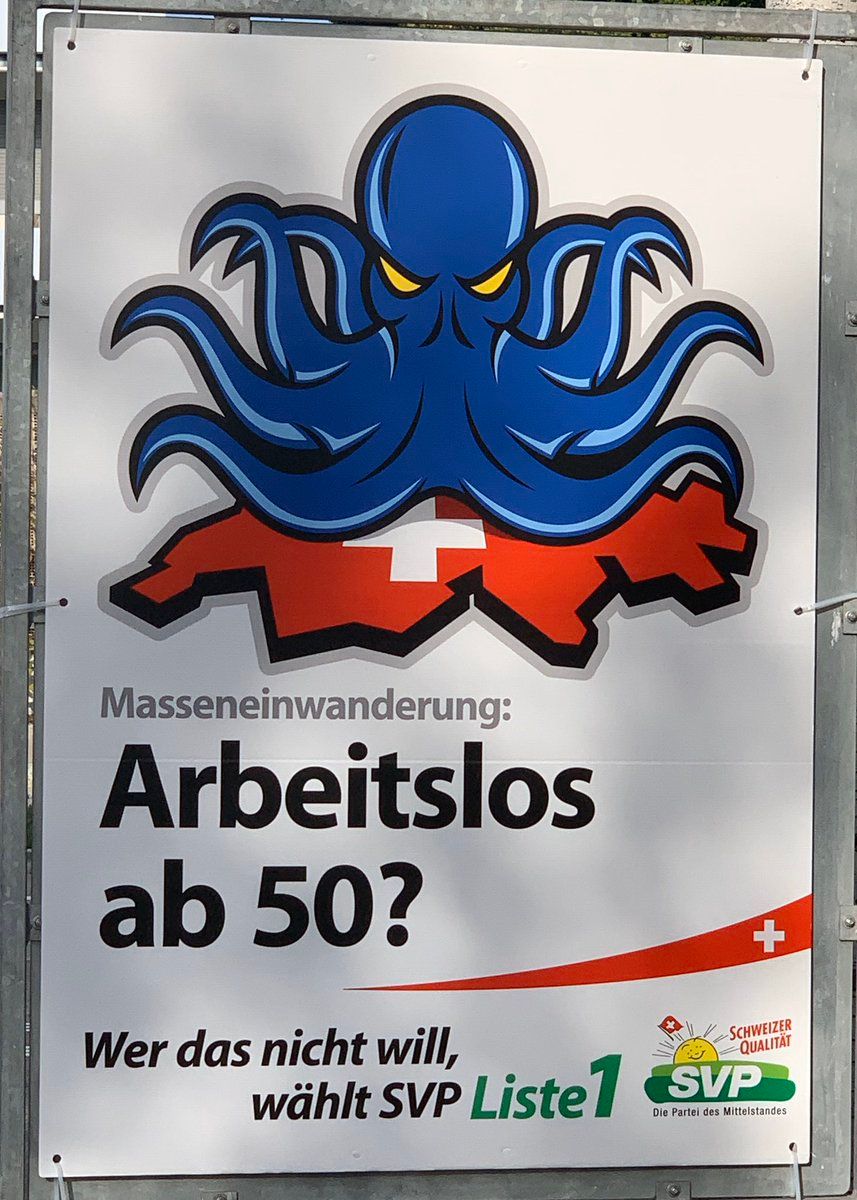 Masseneinwanderung:
Arbeitslos
ab 50?
Wer das nicht will,
wählt SVP Liste1
SCHWEIZER
QUALITÄT
SVP
Die Partei des Mittelstandes